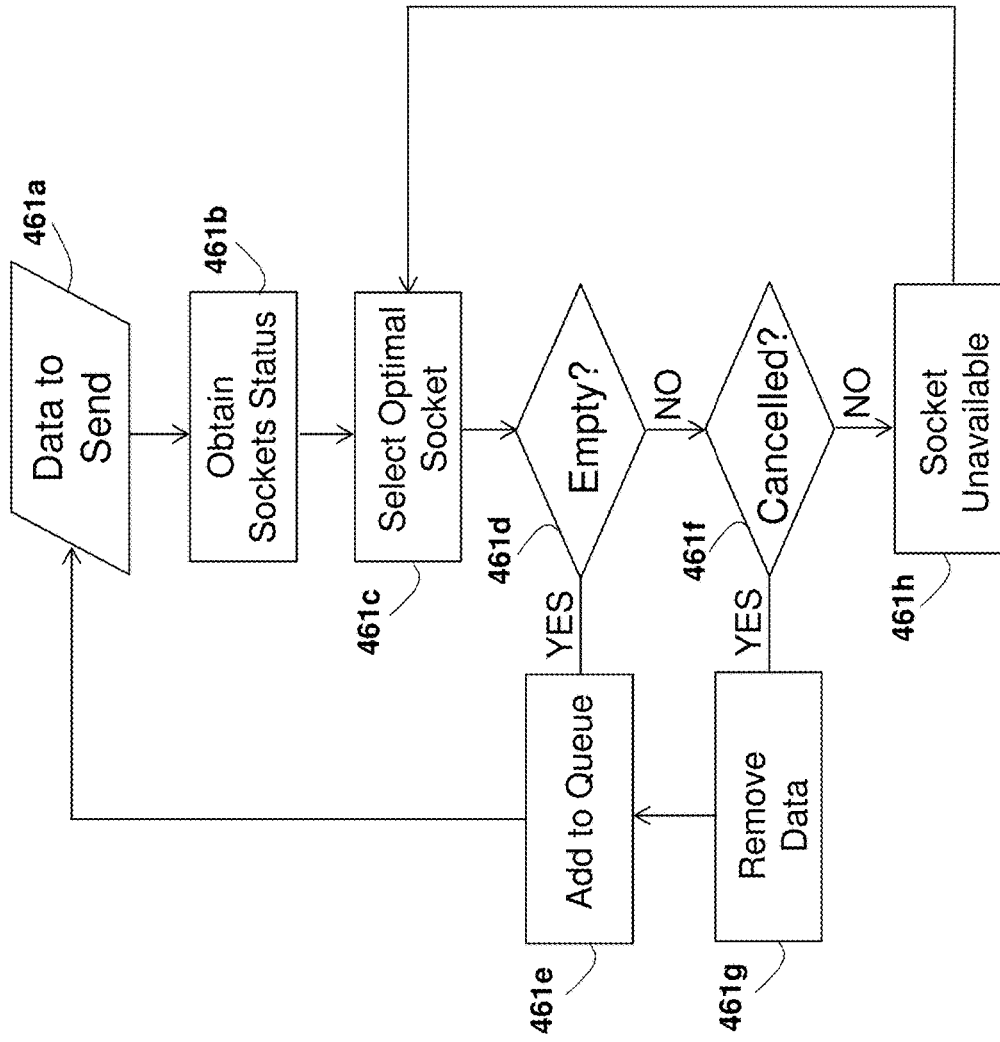 461a
Data to
Send
461b
Obtain
Sockets Status
461c
Select Optimal
Socket
461d
Empty?
YES
NO
461e
Add to Queue
461f
Cancelled?
YES
NO
461g
Remove
Data
461h
Socket
Unavailable